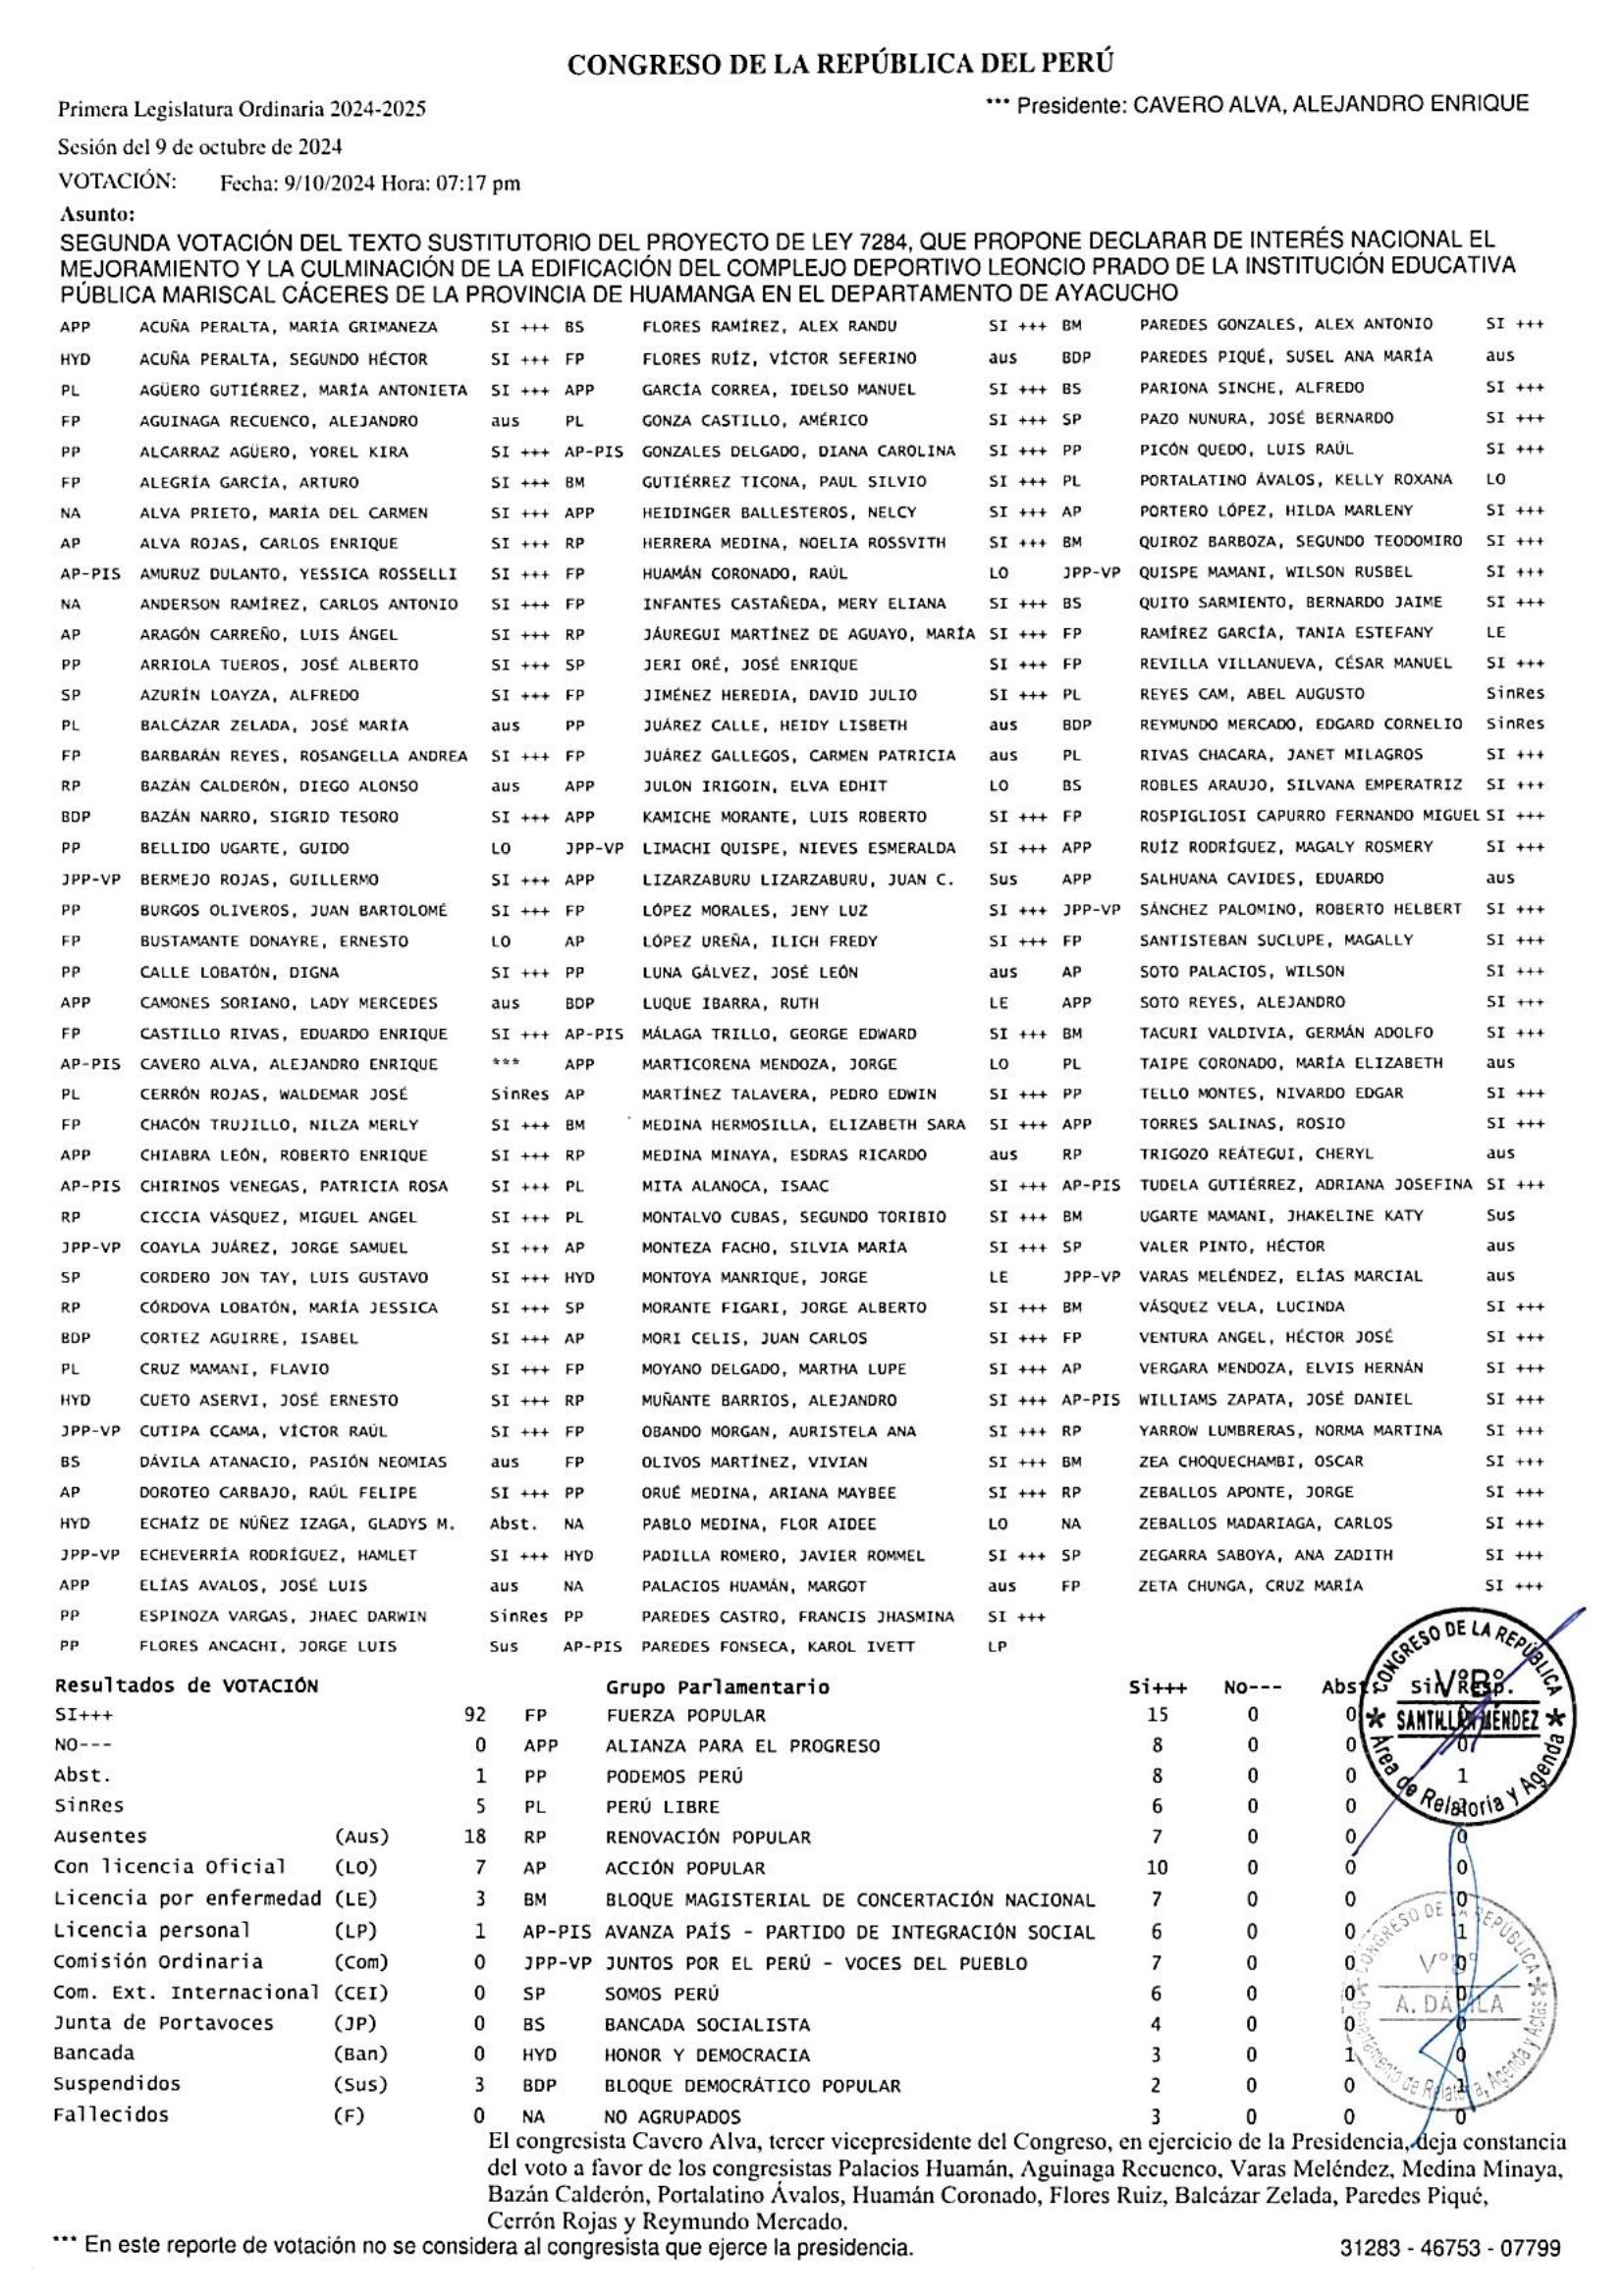 CONGRESO DE LA REPÚBLICA DEL PERÚ
Primera Legislatura Ordinaria 2024-2025
*** Presidente: CAVERO ALVA, ALEJANDRO ENRIQUE
Sesión del 9 de octubre de 2024
VOTACIÓN: Fecha: 9/10/2024 Hora: 07:17 pm
Asunto:
SEGUNDA VOTACIÓN DEL TEXTO SUSTITUTORIO DEL PROYECTO DE LEY 7284, QUE PROPONE DECLARAR DE INTERÉS NACIONAL EL
MEJORAMIENTO Y LA CULMINACIÓN DE LA EDIFICACIÓN DEL COMPLEJO DEPORTIVO LEONCIO PRADO DE LA INSTITUCIÓN EDUCATIVA
PÚBLICA MARISCAL CÁCERES DE LA PROVINCIA DE HUAMANGA EN EL DEPARTAMENTO DE AYACUCHO
APP ACUÑA PERALTA, MARÍA GRIMANEZA SI +++ BS FLORES RAMÍREZ, ALEX RANDU SI +++ BM PAREDES GONZALES, ALEX ANTONIO SI +++
HYD ACUÑA PERALTA, SEGUNDO HÉCTOR SI +++ FP FLORES RUÍZ, VÍCTOR SEFERINO aus BDP PAREDES PIQUÉ, SUSEL ANA MARÍA aus
PL AGÜERO GUTIÉRREZ, MARÍA ANTONIETA SI +++ APP GARCÍA CORREA, IDELSO MANUEL SI +++ BS PARIONA SINCHE, ALFREDO SI +++
FP AGUINAGA RECUENCO, ALEJANDRO aus PL GONZA CASTILLO, AMÉRICO SI +++ SP PAZO NUNURA, JOSÉ BERNARDO SI +++
PP ALCARRAZ AGÜERO, YOREL KIRA SI +++ AP-PIS GONZALES DELGADO, DIANA CAROLINA SI +++ PP PICÓN QUEDO, LUIS RAÚL SI +++
FP ALEGRÍA GARCÍA, ARTURO SI +++ BM GUTIÉRREZ TICONA, PAUL SILVIO SI +++ PL PORTALATINO ÁVALOS, KELLY ROXANA LO
NA ALVA PRIETO, MARÍA DEL CARMEN SI +++ APP HEIDINGER BALLESTEROS, NELCY SI +++ AP PORTERO LÓPEZ, HILDA MARLENY SI +++
AP ALVA ROJAS, CARLOS ENRIQUE SI +++ RP HERRERA MEDINA, NOELIA ROSSVITH SI +++ BM QUIROZ BARBOZA, SEGUNDO TEODOMIRO SI +++
AP-PIS AMURUZ DULANTO, YESSICA ROSSELLI SI +++ FP HUAMÁN CORONADO, RAÚL LO JPP-VP QUISPE MAMANI, WILSON RUSBEL SI +++
NA ANDERSON RAMÍREZ, CARLOS ANTONIO SI +++ FP INFANTES CASTAÑEDA, MERY ELIANA SI +++ BS QUITO SARMIENTO, BERNARDO JAIME SI +++
AP ARAGÓN CARREÑO, LUIS ÁNGEL SI +++ RP JÁUREGUI MARTÍNEZ DE AGUAYO, MARÍA SI +++ FP RAMÍREZ GARCÍA, TANIA ESTEFANY LE
PP ARRIOLA TUEROS, JOSÉ ALBERTO SI +++ SP JERI ORÉ, JOSÉ ENRIQUE SI +++ FP REVILLA VILLANUEVA, CÉSAR MANUEL SI +++
SP AZURÍN LOAYZA, ALFREDO SI +++ FP JIMÉNEZ HEREDIA, DAVID JULIO SI +++ PL REYES CAM, ABEL AUGUSTO SinRes
PL BALCÁZAR ZELADA, JOSÉ MARÍA aus PP JUÁREZ CALLE, HEIDY LISBETH aus BDP REYMUNDO MERCADO, EDGARD CORNELIO SinRes
FP BARBARÁN REYES, ROSANGELLA ANDREA SI +++ FP JUÁREZ GALLEGOS, CARMEN PATRICIA aus PL RIVAS CHACARA, JANET MILAGROS SI +++
RP BAZÁN CALDERÓN, DIEGO ALONSO aus APP JULON IRIGOIN, ELVA EDHIT LO BS ROBLES ARAUJO, SILVANA EMPERATRIZ SI +++
BDP BAZÁN NARRO, SIGRID TESORO SI +++ APP KAMICHE MORANTE, LUIS ROBERTO SI +++ FP ROSPIGLIOSI CAPURRO FERNANDO MIGUEL SI +++
PP BELLIDO UGARTE, GUIDO LO JPP-VP LIMACHI QUISPE, NIEVES ESMERALDA SI +++ APP RUÍZ RODRÍGUEZ, MAGALY ROSMERY SI +++
JPP-VP BERMEJO ROJAS, GUILLERMO SI +++ APP LIZARZABURU LIZARZABURU, JUAN C. Sus APP SALHUANA CAVIDES, EDUARDO aus
PP BURGOS OLIVEROS, JUAN BARTOLOMÉ SI +++ FP LÓPEZ MORALES, JENY LUZ SI +++ JPP-VP SÁNCHEZ PALOMINO, ROBERTO HELBERT SI +++
FP BUSTAMANTE DONAYRE, ERNESTO LO AP LÓPEZ UREÑA, ILICH FREDY SI +++ FP SANTISTEBAN SUCLUPE, MAGALLY SI +++
PP CALLE LOBATÓN, DIGNA SI +++ PP LUNA GÁLVEZ, JOSÉ LEÓN aus AP SOTO PALACIOS, WILSON SI +++
APP CAMONES SORIANO, LADY MERCEDES aus BDP LUQUE IBARRA, RUTH LE APP SOTO REYES, ALEJANDRO SI +++
FP CASTILLO RIVAS, EDUARDO ENRIQUE SI +++ AP-PIS MÁLAGA TRILLO, GEORGE EDWARD SI +++ BM TACURI VALDIVIA, GERMÁN ADOLFO SI +++
AP-PIS CAVERO ALVA, ALEJANDRO ENRIQUE *** APP MARTICORENA MENDOZA, JORGE LO PL TAIPE CORONADO, MARÍA ELIZABETH aus
PL CERRÓN ROJAS, WALDEMAR JOSÉ SinRes AP MARTÍNEZ TALAVERA, PEDRO EDWIN SI +++ PP TELLO MONTES, NIVARDO EDGAR SI +++
FP CHACÓN TRUJILLO, NILZA MERLY SI +++ BM MEDINA HERMOSILLA, ELIZABETH SARA SI +++ APP TORRES SALINAS, ROSIO SI +++
APP CHIABRA LEÓN, ROBERTO ENRIQUE SI +++ RP MEDINA MINAYA, ESDRAS RICARDO aus RP TRIGOZO REÁTEGUI, CHERYL aus
AP-PIS CHIRINOS VENEGAS, PATRICIA ROSA SI +++ PL MITA ALANOCA, ISAAC SI +++ AP-PIS TUDELA GUTIÉRREZ, ADRIANA JOSEFINA SI +++
RP CICCIA VÁSQUEZ, MIGUEL ANGEL SI +++ PL MONTALVO CUBAS, SEGUNDO TORIBIO SI +++ BM UGARTE MAMANI, JHAKELINE KATY Sus
JPP-VP COAYLA JUÁREZ, JORGE SAMUEL SI +++ AP MONTEZA FACHO, SILVIA MARÍA SI +++ SP VALER PINTO, HÉCTOR aus
SP CORDERO JON TAY, LUIS GUSTAVO SI +++ HYD MONTOYA MANRIQUE, JORGE LE JPP-VP VARAS MELÉNDEZ, ELÍAS MARCIAL aus
RP CÓRDOVA LOBATÓN, MARÍA JESSICA SI +++ SP MORANTE FIGARI, JORGE ALBERTO SI +++ BM VÁSQUEZ VELA, LUCINDA SI +++
BDP CORTEZ AGUIRRE, ISABEL SI +++ AP MORI CELIS, JUAN CARLOS SI +++ FP VENTURA ANGEL, HÉCTOR JOSÉ SI +++
PL CRUZ MAMANI, FLAVIO SI +++ FP MOYANO DELGADO, MARTHA LUPE SI +++ AP VERGARA MENDOZA, ELVIS HERNÁN SI +++
HYD CUETO ASERVI, JOSÉ ERNESTO SI +++ RP MUÑANTE BARRIOS, ALEJANDRO SI +++ AP-PIS WILLIAMS ZAPATA, JOSÉ DANIEL SI +++
JPP-VP CUTIPA CCAMA, VÍCTOR RAÚL SI +++ FP OBANDO MORGAN, AURISTELA ANA SI +++ RP YARROW LUMBRERAS, NORMA MARTINA SI +++
BS DÁVILA ATANACIO, PASIÓN NEOMIAS aus FP OLIVOS MARTÍNEZ, VIVIAN SI +++ BM ZEA CHOQUECHAMBI, OSCAR SI +++
AP DOROTEO CARBAJO, RAÚL FELIPE SI +++ PP ORUÉ MEDINA, ARIANA MAYBEE SI +++ RP ZEBALLOS APONTE, JORGE SI +++
HYD ECHAÍZ DE NÚÑEZ IZAGA, GLADYS M. Abst. NA PABLO MEDINA, FLOR AIDEE LO NA ZEBALLOS MADARIAGA, CARLOS SI +++
JPP-VP ECHEVERRÍA RODRÍGUEZ, HAMLET SI +++ HYD PADILLA ROMERO, JAVIER ROMMEL SI +++ SP ZEGARRA SABOYA, ANA ZADITH SI +++
APP ELÍAS AVALOS, JOSÉ LUIS aus NA PALACIOS HUAMÁN, MARGOT aus FP ZETA CHUNGA, CRUZ MARÍA SI +++
PP ESPINOZA VARGAS, JHAEC DARWIN SinRes PP PAREDES CASTRO, FRANCIS JHASMINA SI +++
PP FLORES ANCACHI, JORGE LUIS Sus AP-PIS PAREDES FONSECA, KAROL IVETT LP
Resultados de VOTACIÓN Grupo Parlamentario Si+++ No---
SI+++ 92 FP FUERZA POPULAR 15 0 0
NO--- 0 APP ALIANZA PARA EL PROGRESO 8 0 0 0
Abst. 1 PP PODEMOS PERÚ 8 0 0 1
SinRes 5 PL PERÚ LIBRE 6 0 0
Ausentes (Aus) 18 RP RENOVACIÓN POPULAR 7 0 0 0
Con licencia Oficial (LO) 7 AP ACCIÓN POPULAR 10 0 0 0
Licencia por enfermedad (LE) 3 BM BLOQUE MAGISTERIAL DE CONCERTACIÓN NACIONAL 7 0 0 0
Licencia personal (LP) 1 AP-PIS AVANZA PAÍS - PARTIDO DE INTEGRACIÓN SOCIAL 6 0 0 1
Comisión Ordinaria (Com) 0 JPP-VP JUNTOS POR EL PERÚ - VOCES DEL PUEBLO 7 0 0 0
Com. Ext. Internacional (CEI) 0 SP SOMOS PERÚ 6 0 0 0
Junta de Portavoces (JP) 0 BS BANCADA SOCIALISTA 4 0 0 0
Bancada (Ban) 0 HYD HONOR Y DEMOCRACIA 3 0 1 0
Suspendidos (Sus) 3 BDP BLOQUE DEMOCRÁTICO POPULAR 2 0 0 1
Fallecidos (F) 0 NA NO AGRUPADOS 3 0 0 0
CONGRESO DE LA REPÚBLICA
VºBº
SANTILLÁN MÉNDEZ
Área de Relatoría y Agenda
CONGRESO DE LA REPÚBLICA
VºBº
A. DÁVILA
Departamento de Relatoría, Agenda y Actas
El congresista Cavero Alva, tercer vicepresidente del Congreso, en ejercicio de la Presidencia, deja constancia
del voto a favor de los congresistas Palacios Huamán, Aguinaga Recuenco, Varas Meléndez, Medina Minaya,
Bazán Calderón, Portalatino Ávalos, Huamán Coronado, Flores Ruiz, Balcázar Zelada, Paredes Piqué,
Cerrón Rojas y Reymundo Mercado.
*** En este reporte de votación no se considera al congresista que ejerce la presidencia.
31283 - 46753 - 07799